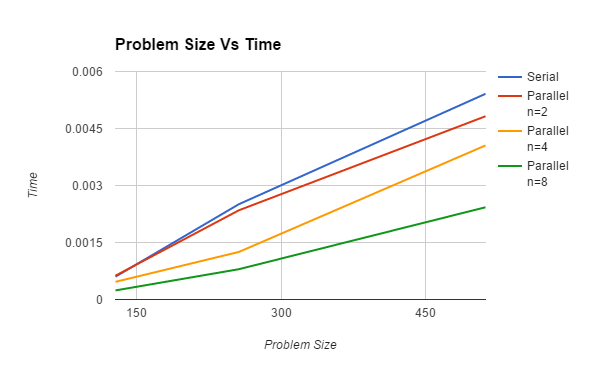 Problem Size Vs Time
0.006
0.0045
0.003
0.0015
0
150
300
450
Time
Problem Size
Serial
Parallel
n=2
Parallel
n=4
Parallel
n=8